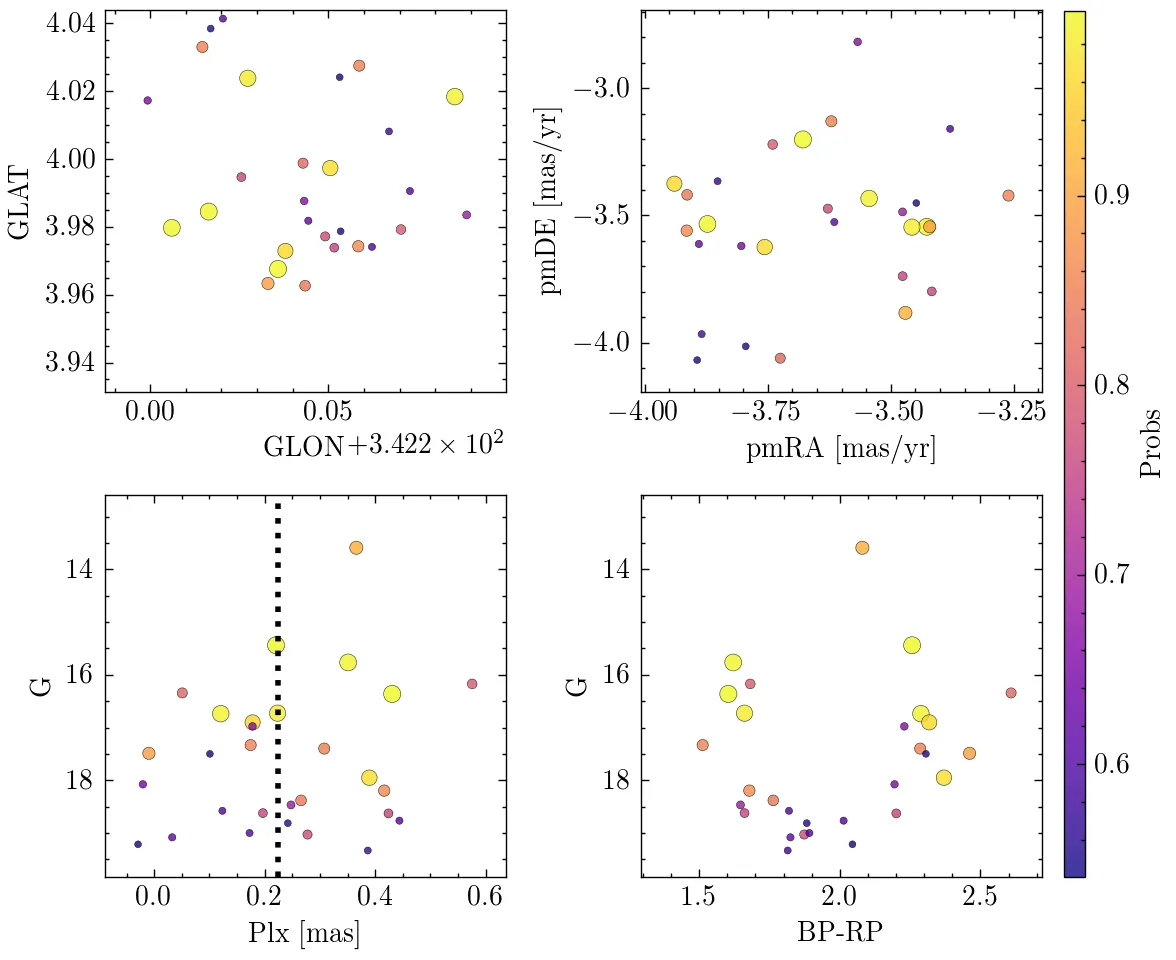 4.04
4.02
4.00
3.98
3.96
3.94
GLAT
0.00 0.05
GLON+3.422 × 10²
−3.0
−3.5
−4.0
pmDE [mas/yr]
−4.00 −3.75 −3.50 −3.25
pmRA [mas/yr]
14
16
18
G
0.0 0.2 0.4 0.6
Plx [mas]
14
16
18
G
1.5 2.0 2.5
BP-RP
0.9
0.8
0.7
0.6
Probs